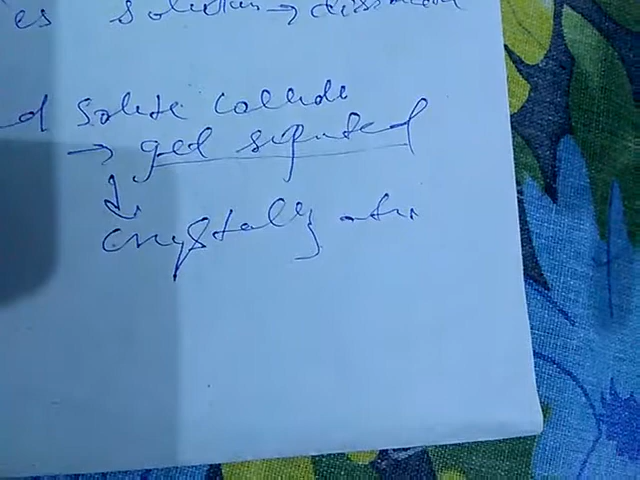 es solution → dissolution
d solute collide
→ get separated
↓
crystallization